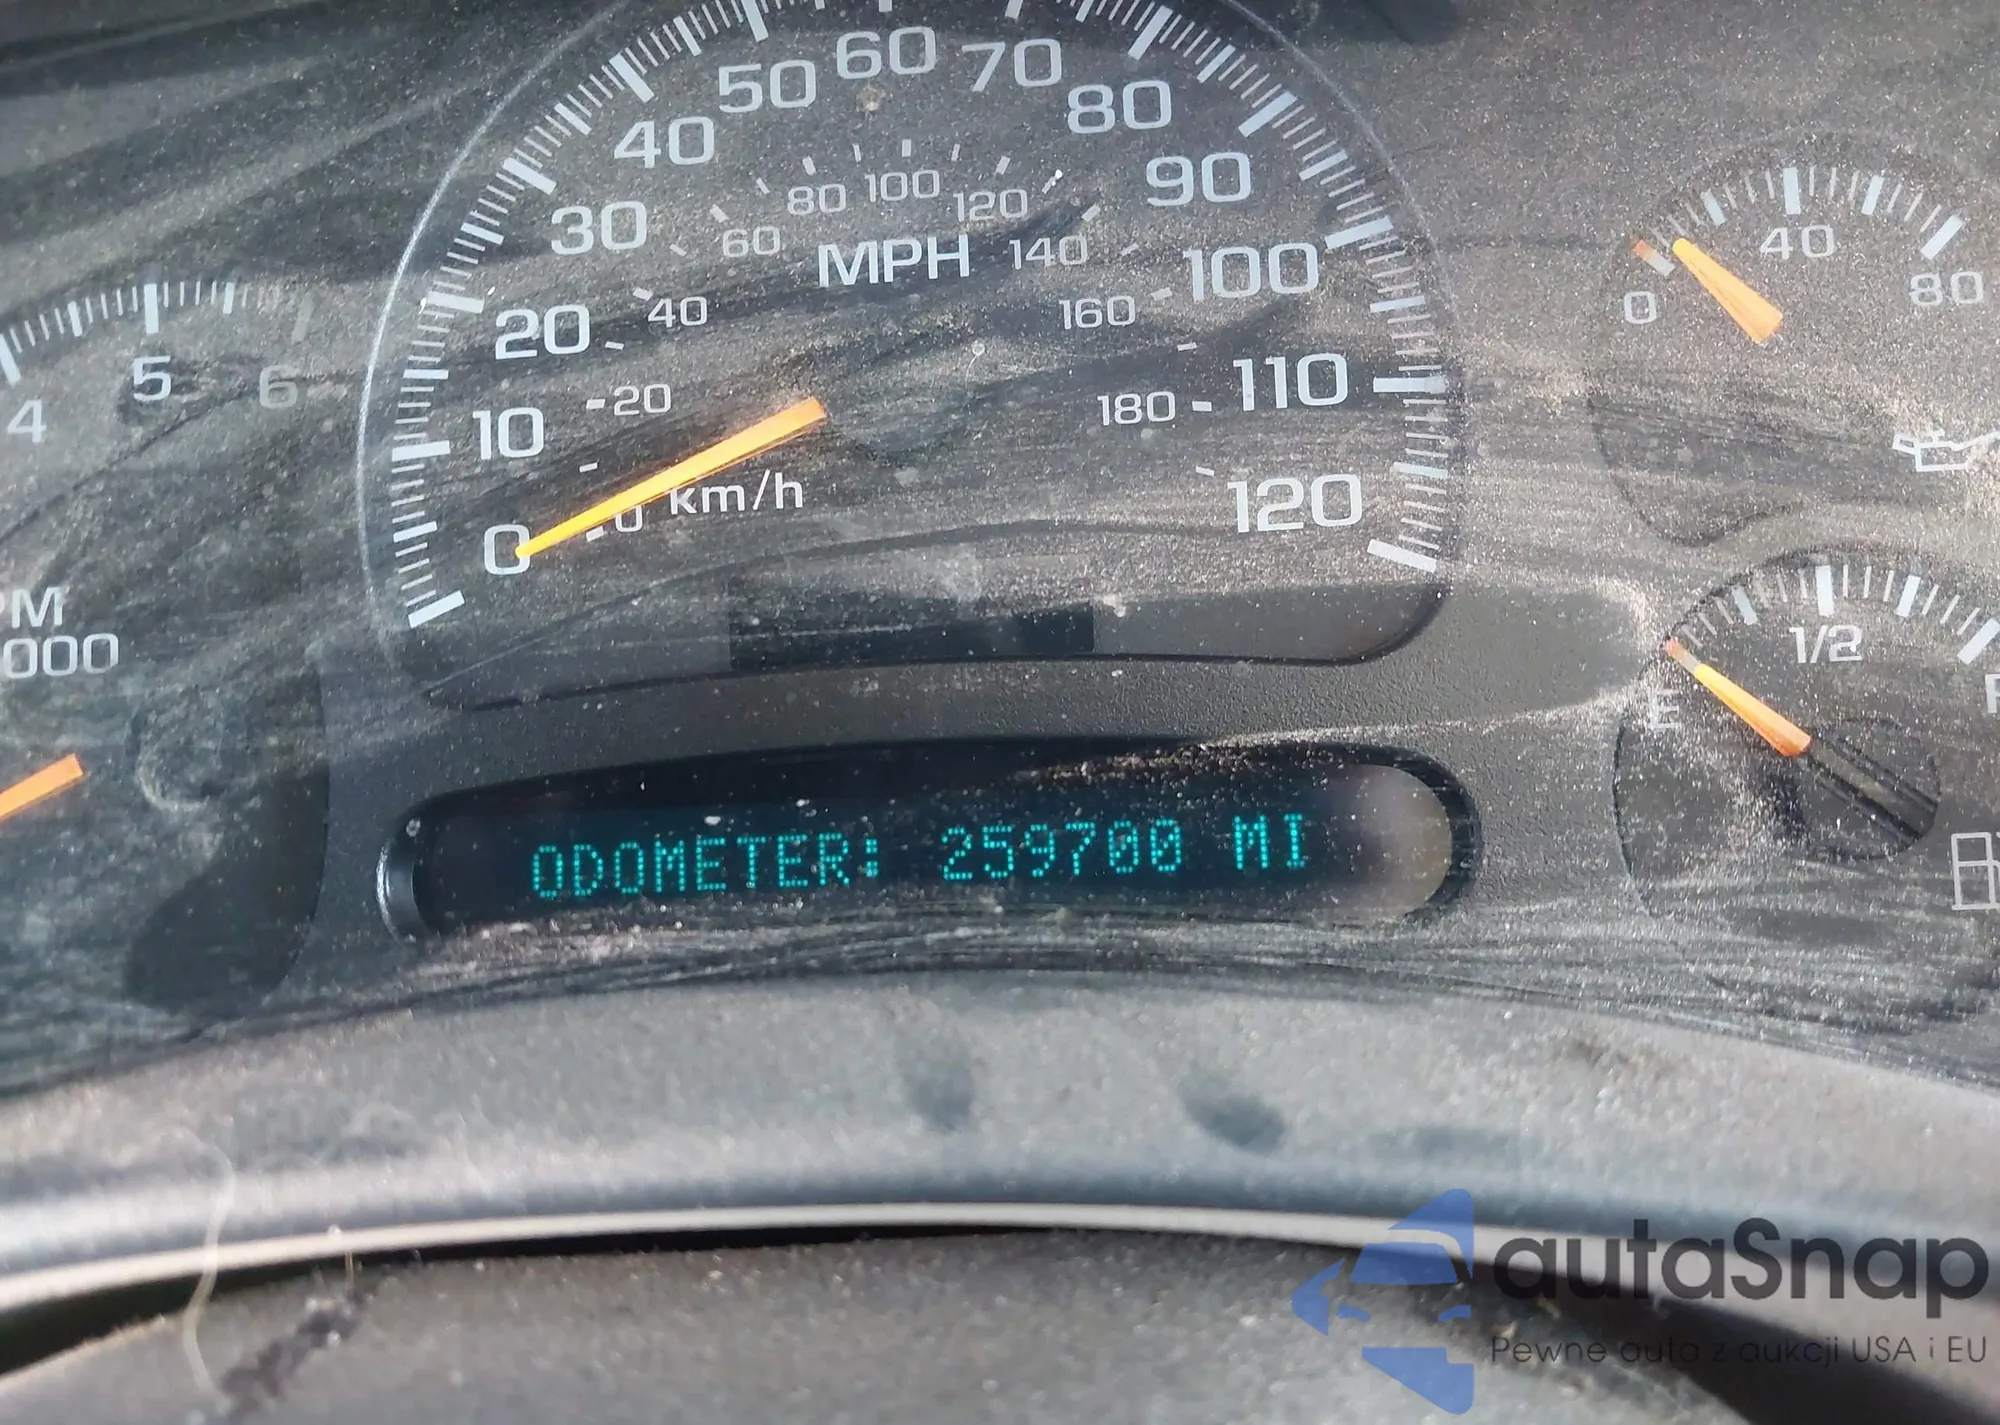 50 60 70
40 80
30 90
80 100 120
60 MPH 140
20 40 160 100
10 20 180 110
0 0 km/h 120
4 5 6
000
0 40 80
E 1/2
ODOMETER: 259700 MI
autaSnap
Pewne auta z aukcji USA i EU